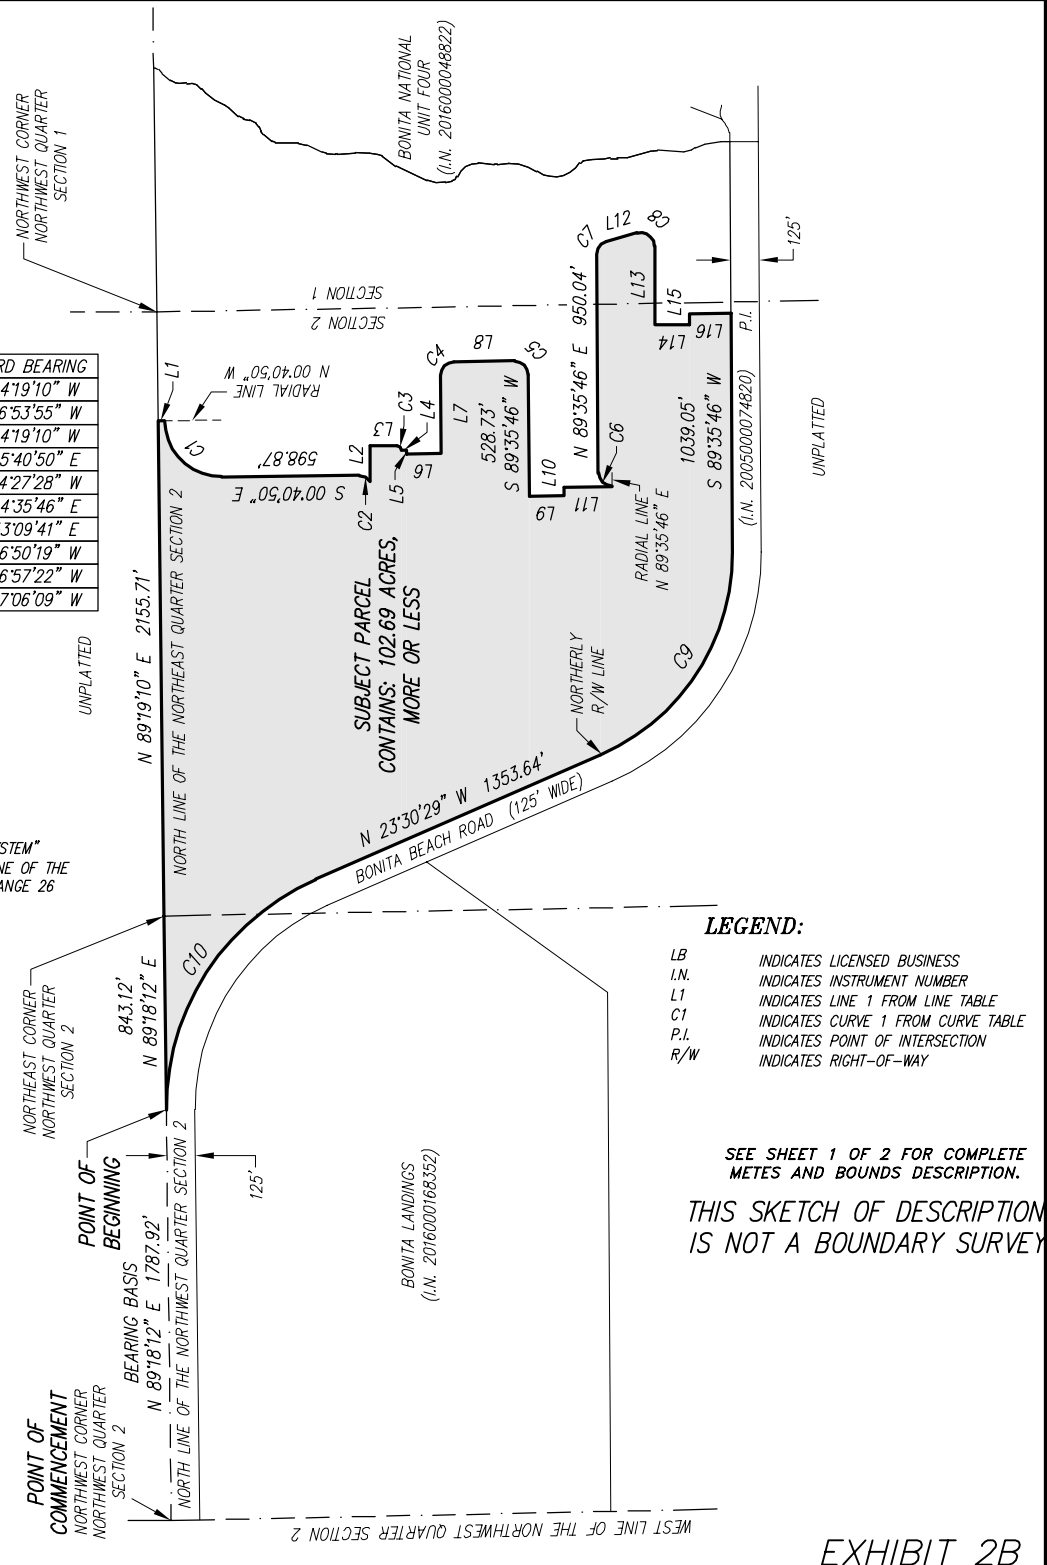 NORTHWEST CORNER
NORTHWEST QUARTER
SECTION 1
BONITA NATIONAL
UNIT FOUR
(I.N. 2016000048822)
RD BEARING
4°19'10" W
6°53'55" W
4°19'10" W
5°40'50" E
4°27'28" W
4°35'46" E
3°09'41" E
6°50'19" W
6°57'22" W
7°06'09" W
SECTION 1
SECTION 2
L1
N 00°40'50" W
RADIAL LINE
C1
S 00°40'50" E
598.87'
C2
L2
L3
C3
L4
L5
L6
C4
L7
L8
C5
528.73'
S 89°35'46" W
L9
L10
L11
C6
RADIAL LINE
N 89°35'46" E
N 89°35'46" E 950.04'
C7
L12
C8
L13
L14
L15
L16
P.I.
125'
1039.05'
S 89°35'46" W
(I.N. 2005000074820)
UNPLATTED
UNPLATTED
N 89°19'10" E 2155.71'
NORTH LINE OF THE NORTHEAST QUARTER SECTION 2
SUBJECT PARCEL
CONTAINS: 102.69 ACRES,
MORE OR LESS
C9
NORTHERLY
R/W LINE
N 23°30'29" W 1353.64'
BONITA BEACH ROAD (125' WIDE)
STEM"
NE OF THE
ANGE 26
C10
NORTHEAST CORNER
NORTHWEST QUARTER
SECTION 2
843.12'
N 89°18'12" E
POINT OF
BEGINNING
125'
BEARING BASIS
N 89°18'12" E 1787.92'
NORTH LINE OF THE NORTHWEST QUARTER SECTION 2
POINT OF
COMMENCEMENT
NORTHWEST CORNER
NORTHWEST QUARTER
SECTION 2
WEST LINE OF THE NORTHWEST QUARTER SECTION 2
BONITA LANDINGS
(I.N. 2016000168352)
LEGEND:
LB INDICATES LICENSED BUSINESS
I.N. INDICATES INSTRUMENT NUMBER
L1 INDICATES LINE 1 FROM LINE TABLE
C1 INDICATES CURVE 1 FROM CURVE TABLE
P.I. INDICATES POINT OF INTERSECTION
R/W INDICATES RIGHT-OF-WAY
SEE SHEET 1 OF 2 FOR COMPLETE
METES AND BOUNDS DESCRIPTION.
THIS SKETCH OF DESCRIPTION
IS NOT A BOUNDARY SURVEY
EXHIBIT 2B